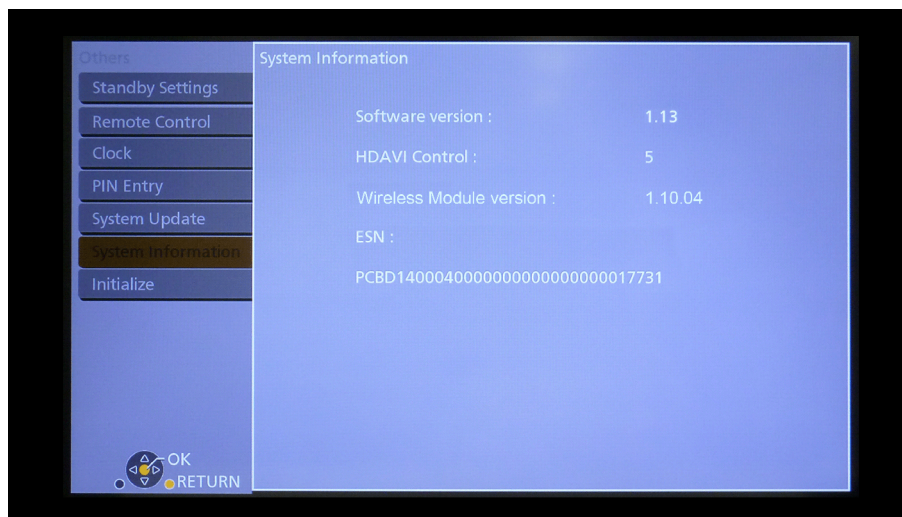 Others
Standby Settings
Remote Control
Clock
PIN Entry
System Update
System Information
Initialize
OK
RETURN
System Information
Software version : 1.13
HDAVI Control : 5
Wireless Module version : 1.10.04
ESN :
PCBD1400040000000000000000017731